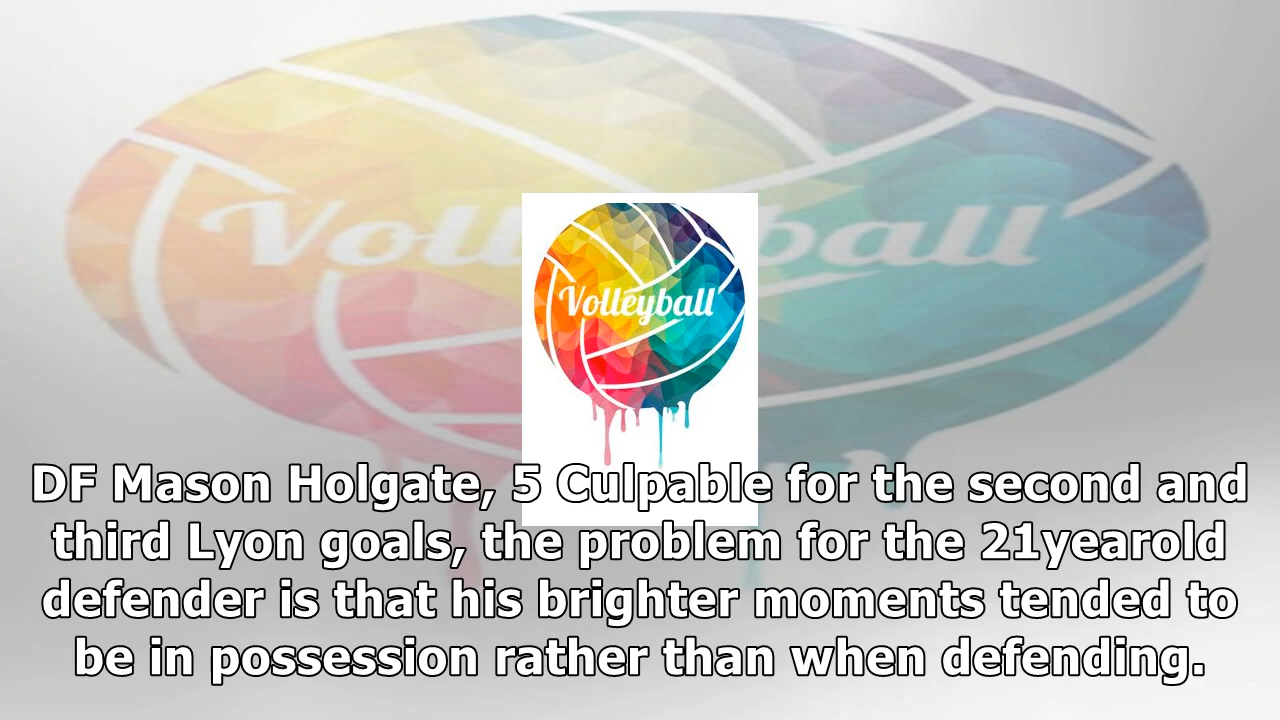 Volleyball
Volleyball
DF Mason Holgate, 5 Culpable for the second and
third Lyon goals, the problem for the 21yearold
defender is that his brighter moments tended to
be in possession rather than when defending.